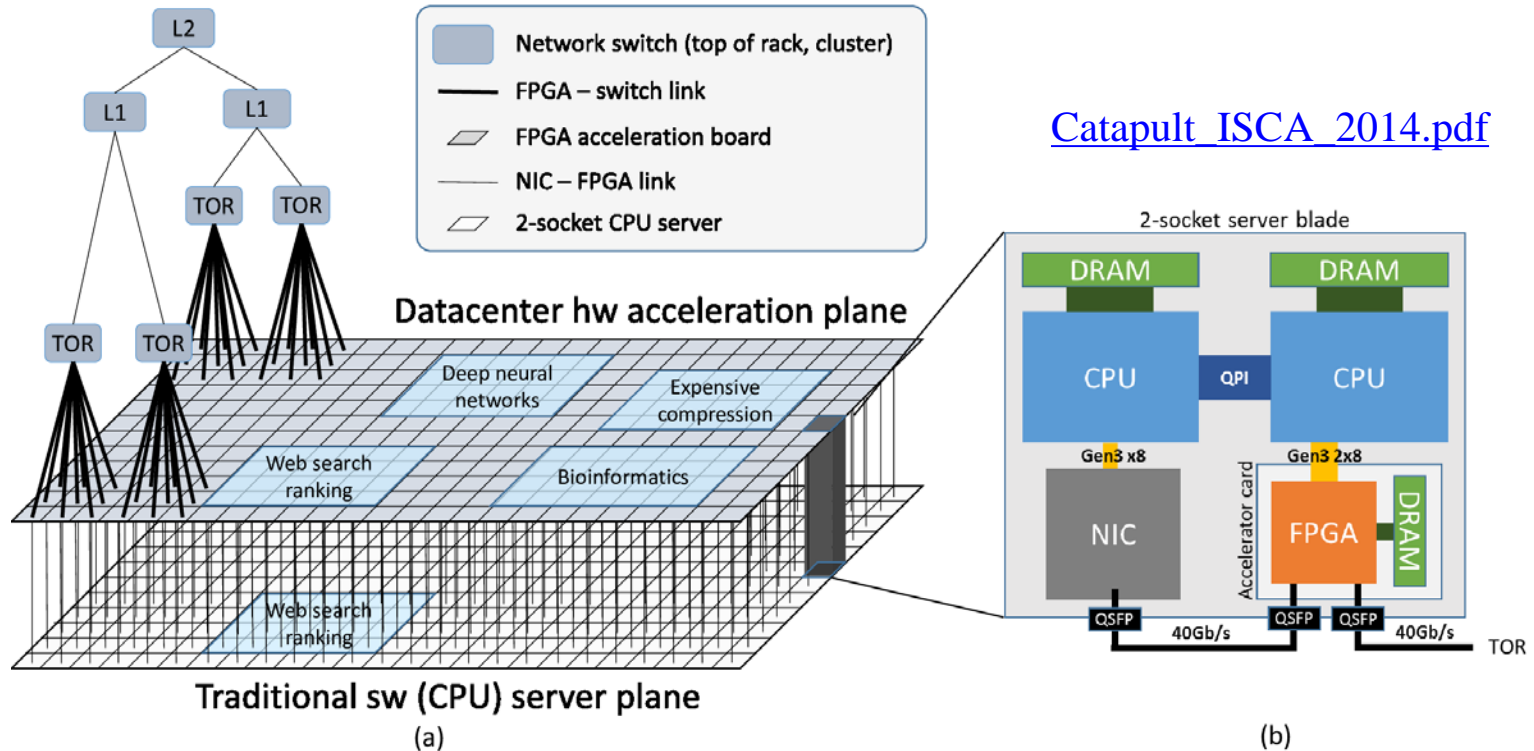 L2
L1
L1
TOR
TOR
TOR
TOR
Network switch (top of rack, cluster)
FPGA – switch link
FPGA acceleration board
NIC – FPGA link
2-socket CPU server
Datacenter hw acceleration plane
Deep neural
networks
Expensive
compression
Web search
ranking
Bioinformatics
Web search
ranking
Traditional sw (CPU) server plane
(a)
Catapult_ISCA_2014.pdf
2-socket server blade
DRAM
DRAM
CPU
QPI
CPU
Gen3 x8
Gen3 2x8
NIC
Accelerator card
FPGA
DRAM
QSFP
QSFP
QSFP
40Gb/s
40Gb/s
TOR
(b)